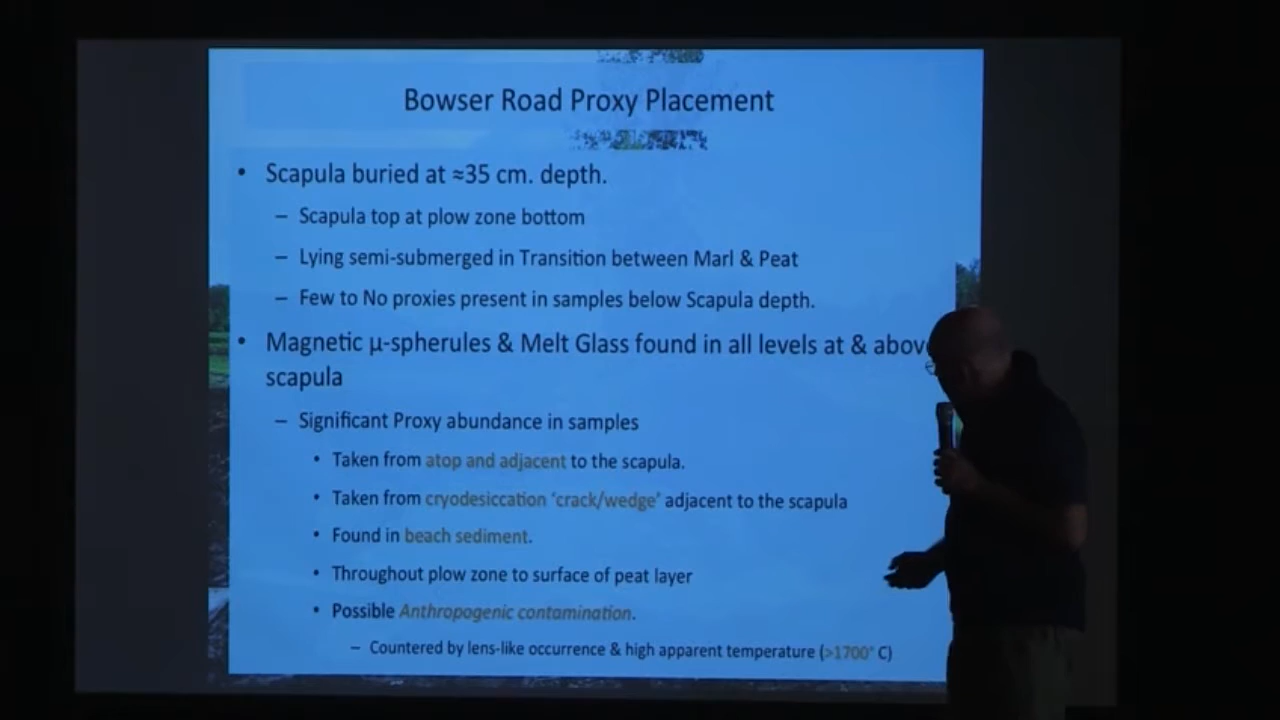 Bowser Road Proxy Placement
• Scapula buried at ≈35 cm. depth.
– Scapula top at plow zone bottom
– Lying semi-submerged in Transition between Marl & Peat
– Few to No proxies present in samples below Scapula depth.
• Magnetic µ-spherules & Melt Glass found in all levels at & above
scapula
– Significant Proxy abundance in samples
• Taken from atop and adjacent to the scapula.
• Taken from cryodesiccation ‘crack/wedge’ adjacent to the scapula
• Found in beach sediment.
• Throughout plow zone to surface of peat layer
• Possible Anthropogenic contamination.
– Countered by lens-like occurrence & high apparent temperature (>1700° C)